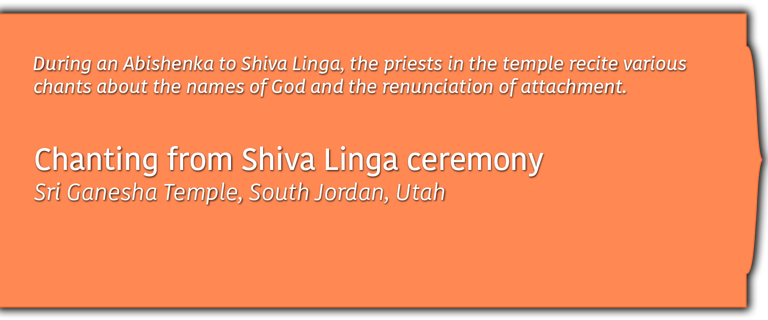 During an Abishenka to Shiva Linga, the priests in the temple recite various
chants about the names of God and the renunciation of attachment.
Chanting from Shiva Linga ceremony
Sri Ganesha Temple, South Jordan, Utah